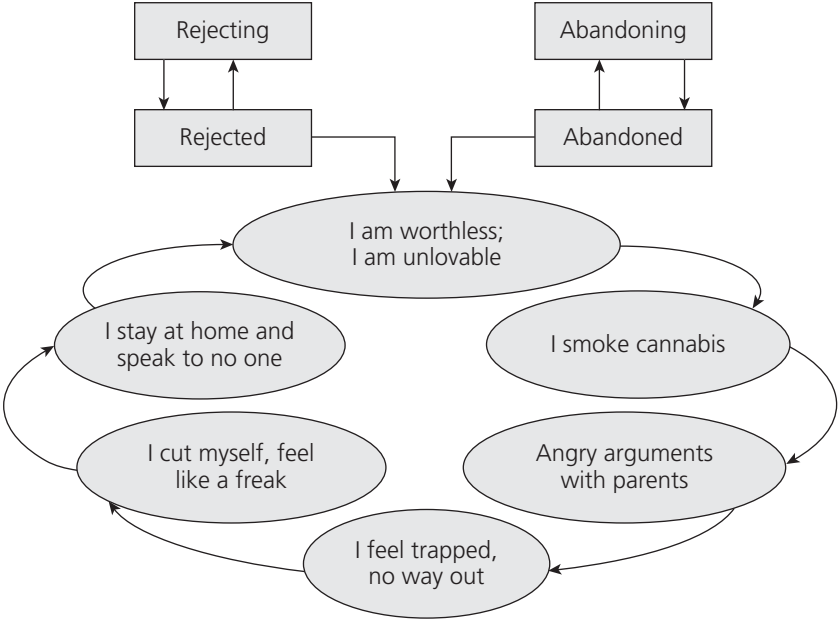 Rejecting
Abandoning
Rejected
Abandoned
I am worthless;
I am unlovable
I stay at home and
speak to no one
I smoke cannabis
I cut myself, feel
like a freak
Angry arguments
with parents
I feel trapped,
no way out